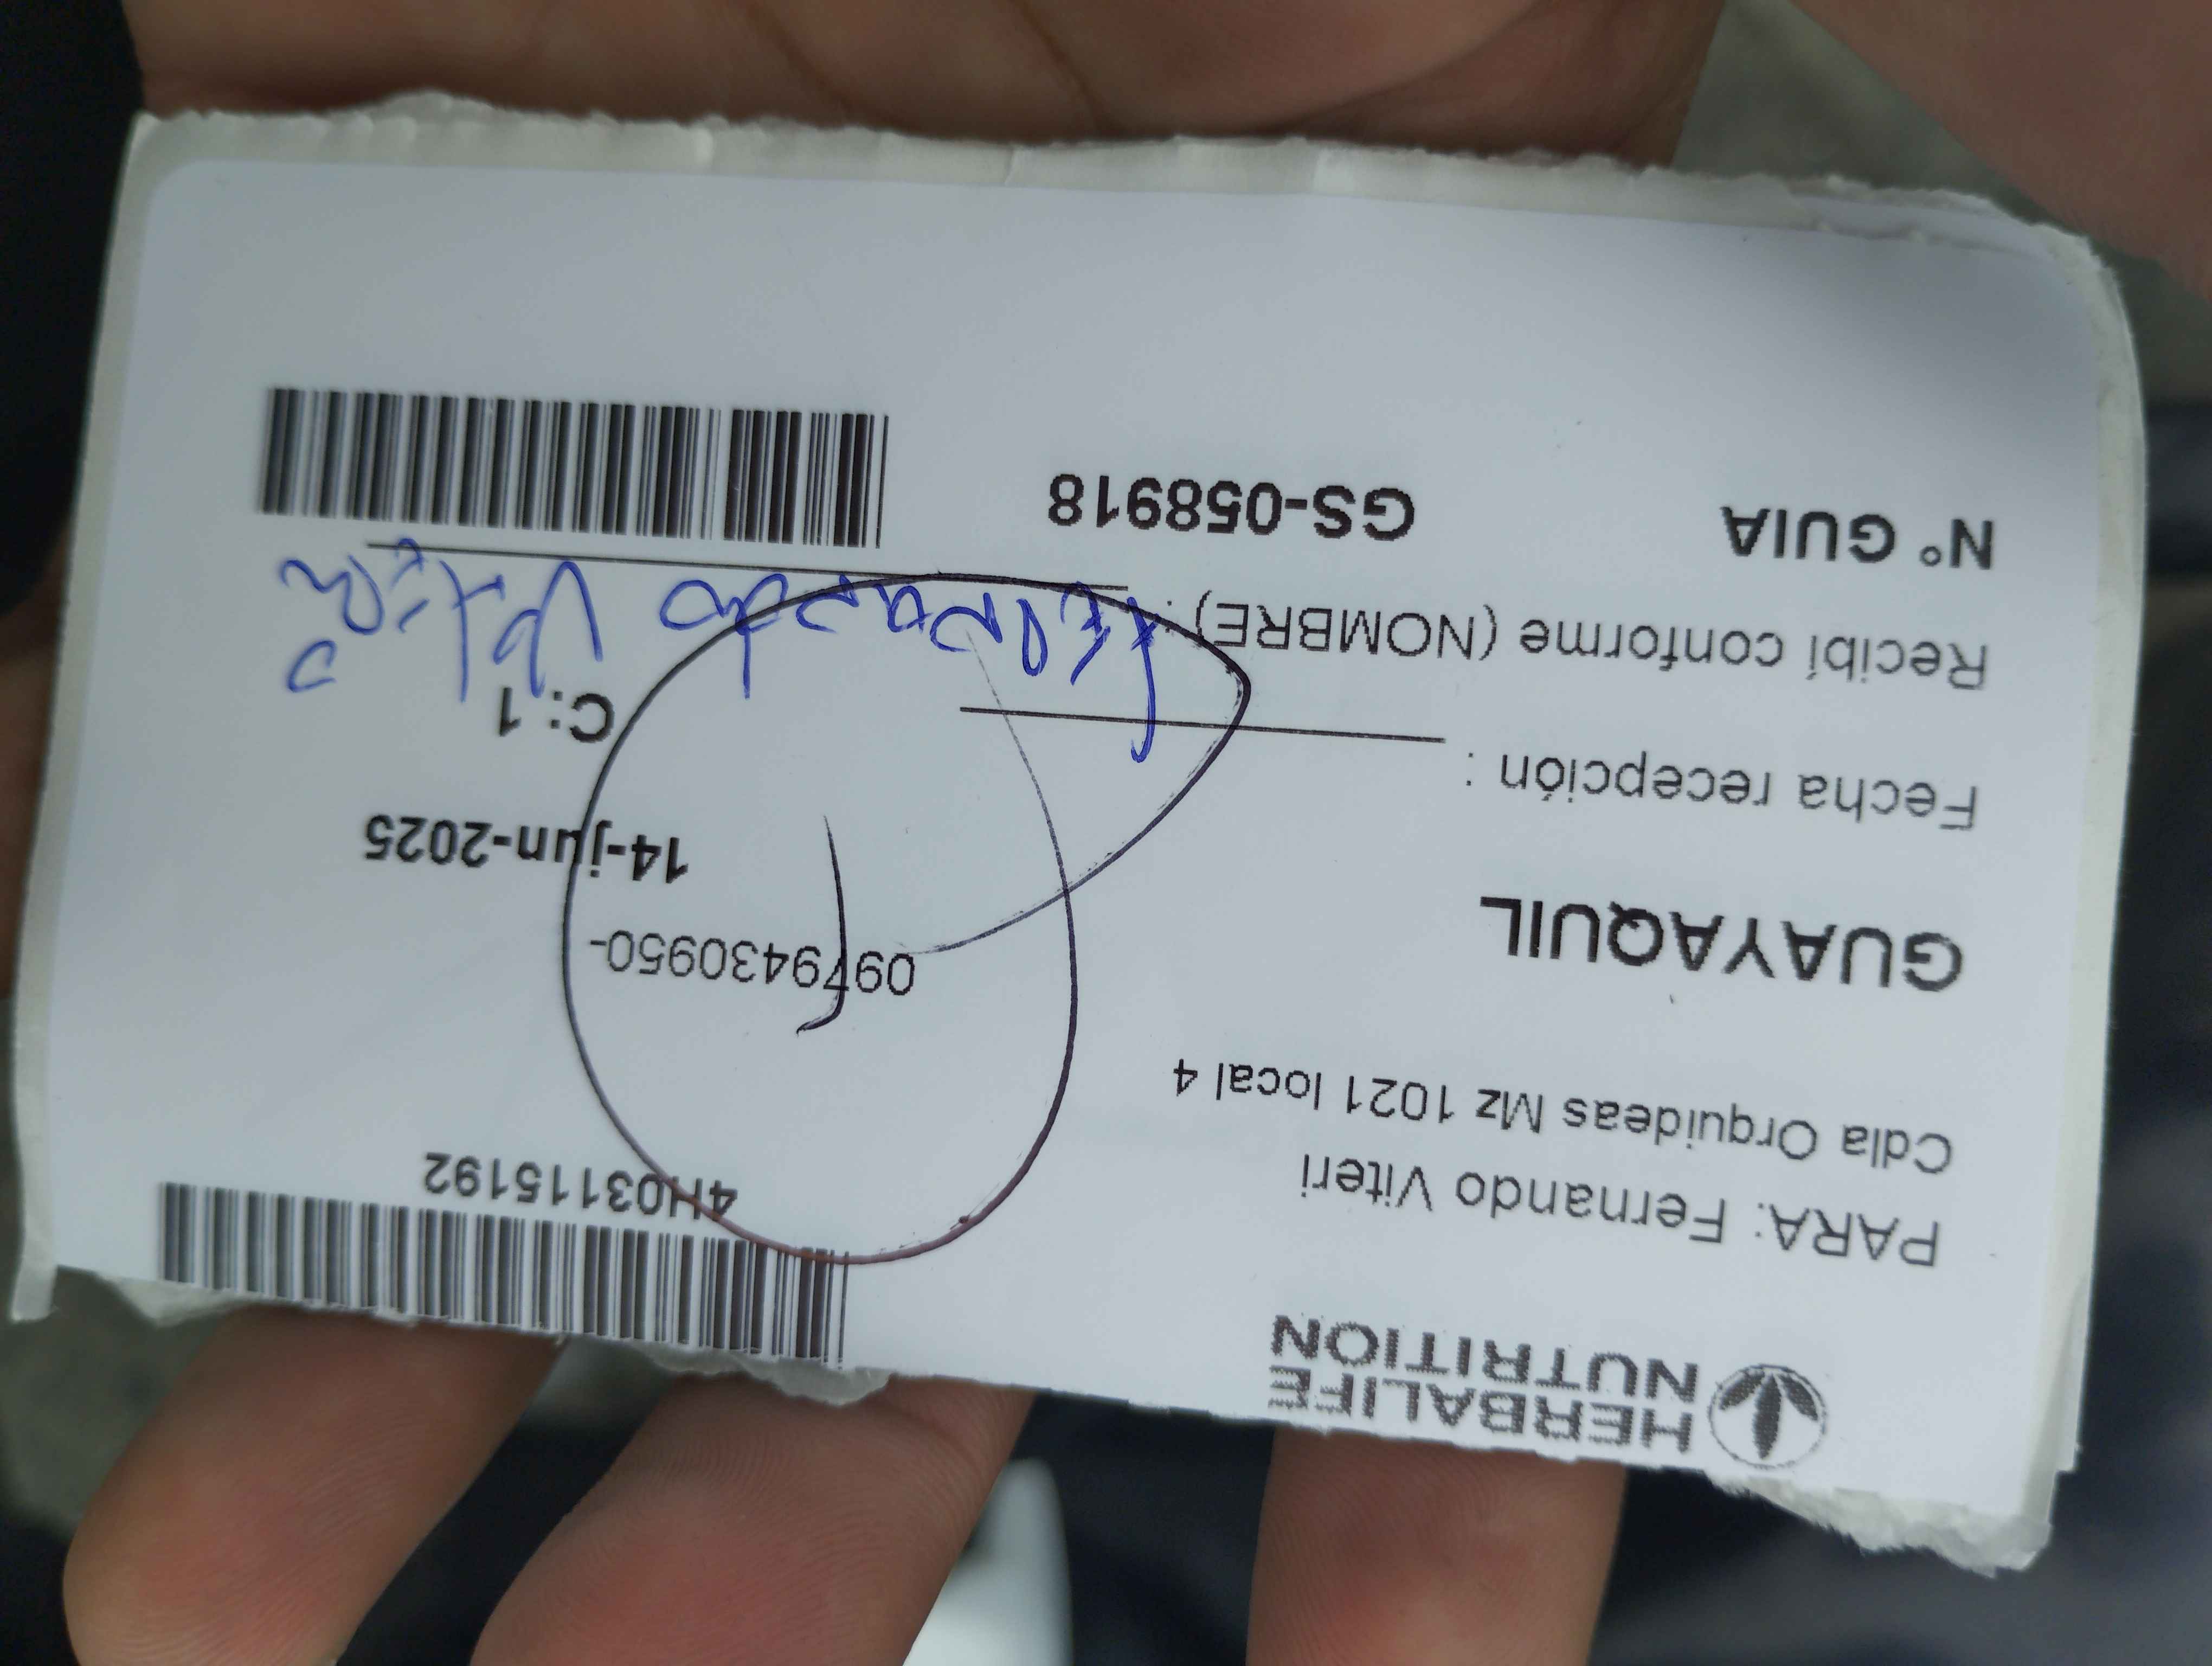 HERBALIFE
NUTRITION
4H03115192
PARA: Fernando Viteri
Cdla Orquideas Mz 1021 local 4
0979430950-
GUAYAQUIL
14-jun-2025
Fecha recepción :
C: 1
Recibí conforme (NOMBRE) : Fernando Viteri
N° GUIA GS-058918